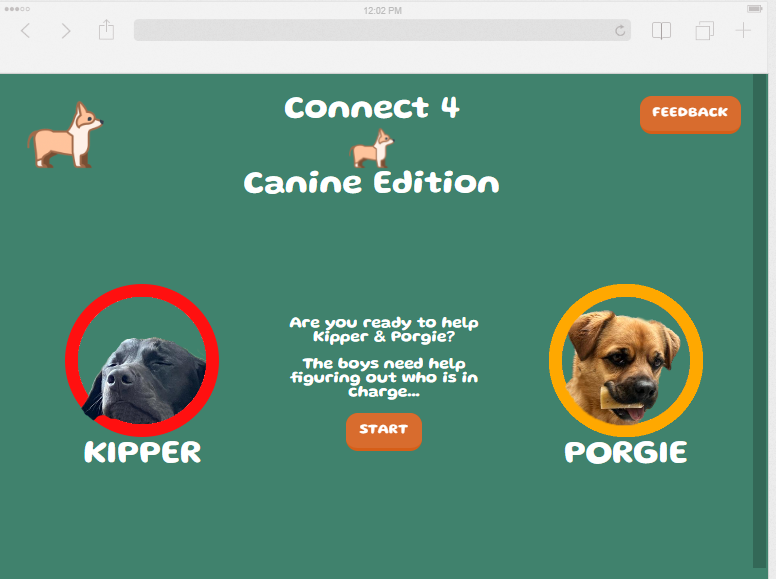 12:02 PM
Connect 4
FEEDBACK
Canine Edition
Are you ready to help
Kipper & Porgie?
The boys need help
figuring out who is in
charge...
START
KIPPER
PORGIE